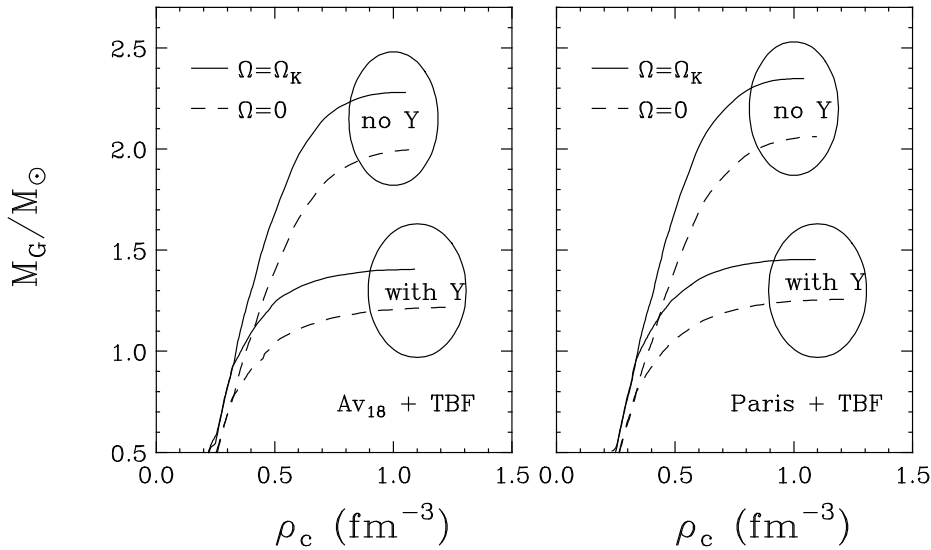 M_G/M_⊙
2.5
2.0
1.5
1.0
0.5
Ω=Ω_K
Ω=0
no Y
with Y
Av₁₈ + TBF
0.0 0.5 1.0 1.5
ρ_c (fm⁻³)
Ω=Ω_K
Ω=0
no Y
with Y
Paris + TBF
0.0 0.5 1.0 1.5
ρ_c (fm⁻³)